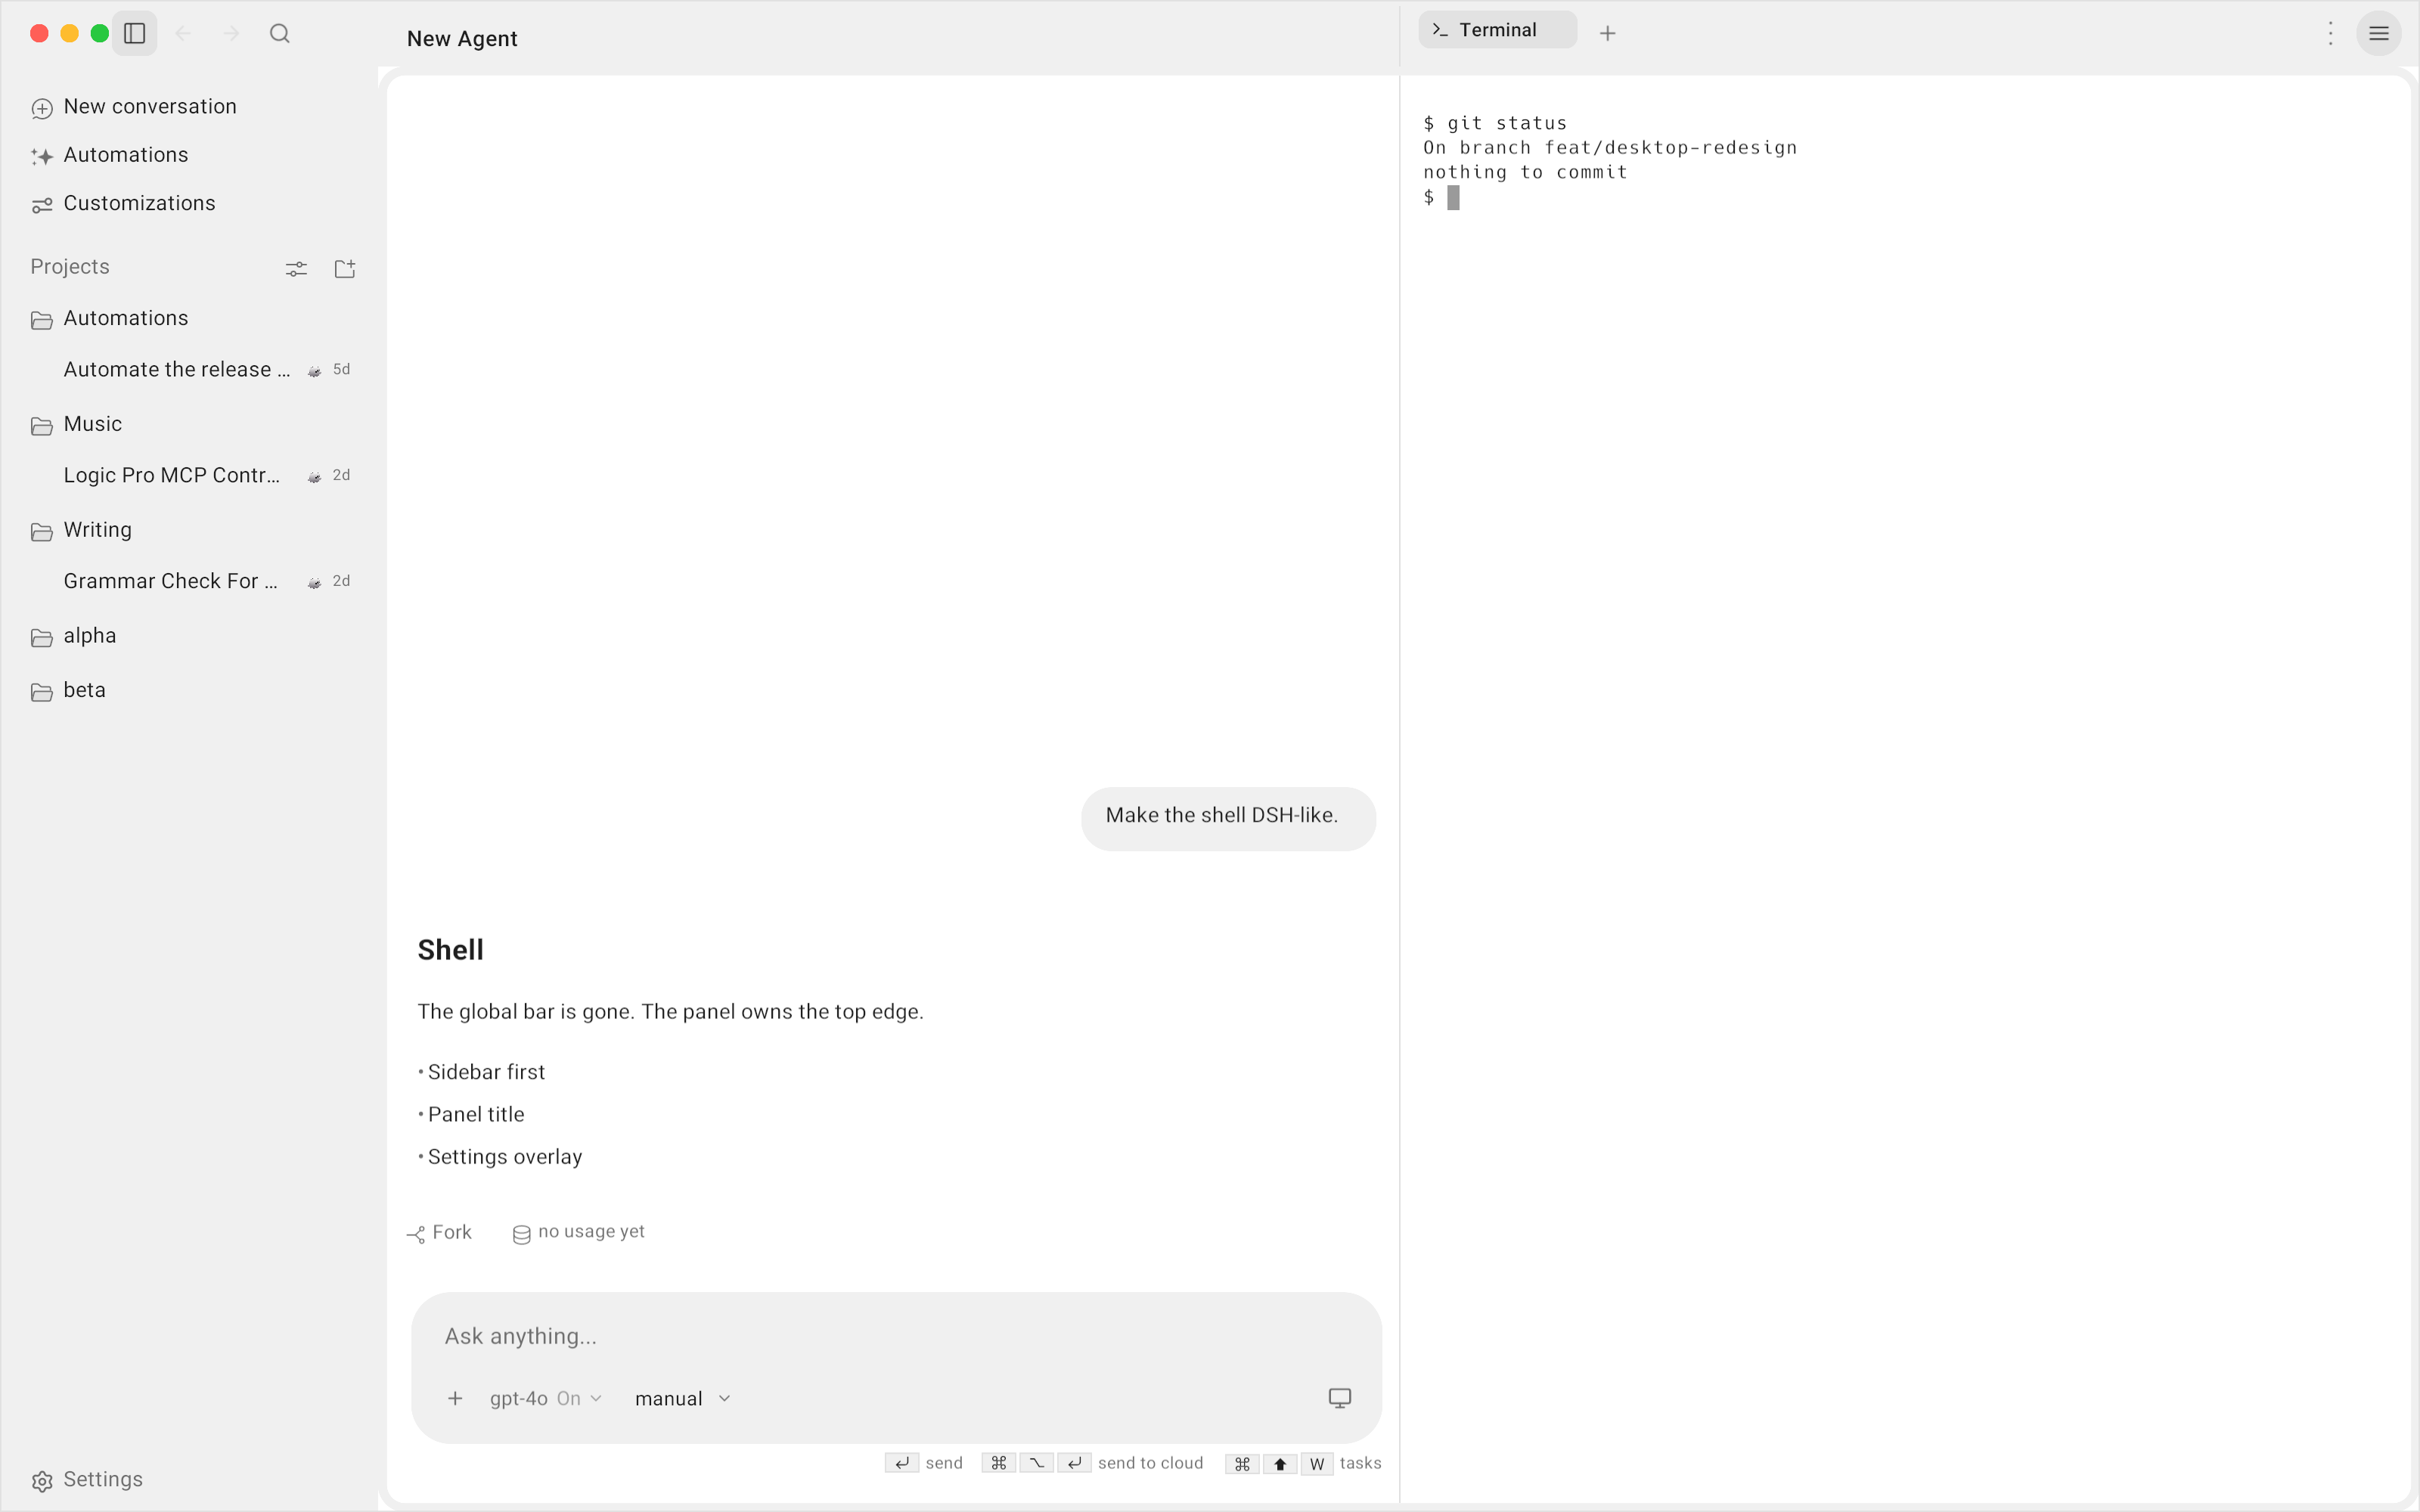 New Agent
Terminal
New conversation
Automations
Customizations
Projects
Automations
Automate the release ... 5d
Music
Logic Pro MCP Contr... 2d
Writing
Grammar Check For ... 2d
alpha
beta
Settings
Make the shell DSH-like.
Shell
The global bar is gone. The panel owns the top edge.
• Sidebar first
• Panel title
• Settings overlay
Fork no usage yet
Ask anything...
gpt-4o On manual
send ⌘ ⌥ send to cloud ⌘ W tasks
$ git status
On branch feat/desktop-redesign
nothing to commit
$